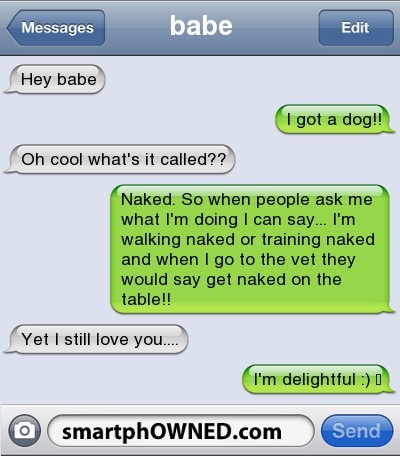 Messages babe Edit
Hey babe
I got a dog!!
Oh cool what's it called??
Naked. So when people ask me
what I'm doing I can say... I'm
walking naked or training naked
and when I go to the vet they
would say get naked on the
table!!
Yet I still love you....
I'm delightful :) 
smartphOWNED.com Send